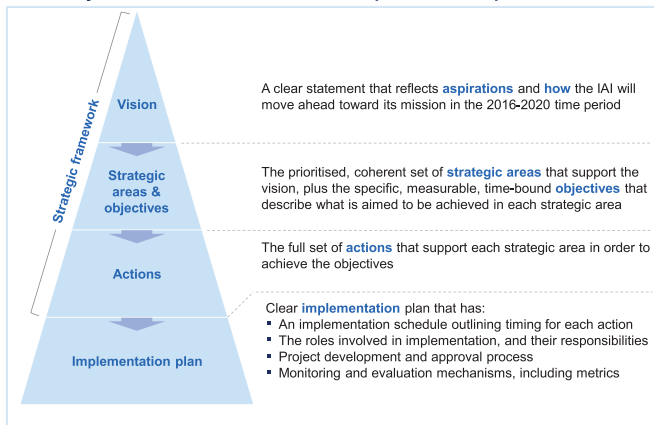 Strategic framework
Vision
A clear statement that reflects aspirations and how the IAI will
move ahead toward its mission in the 2016-2020 time period
Strategic
areas &
objectives
The prioritised, coherent set of strategic areas that support the
vision, plus the specific, measurable, time-bound objectives that
describe what is aimed to be achieved in each strategic area
Actions
The full set of actions that support each strategic area in order to
achieve the objectives
Implementation plan
Clear implementation plan that has:
▪ An implementation schedule outlining timing for each action
▪ The roles involved in implementation, and their responsibilities
▪ Project development and approval process
▪ Monitoring and evaluation mechanisms, including metrics